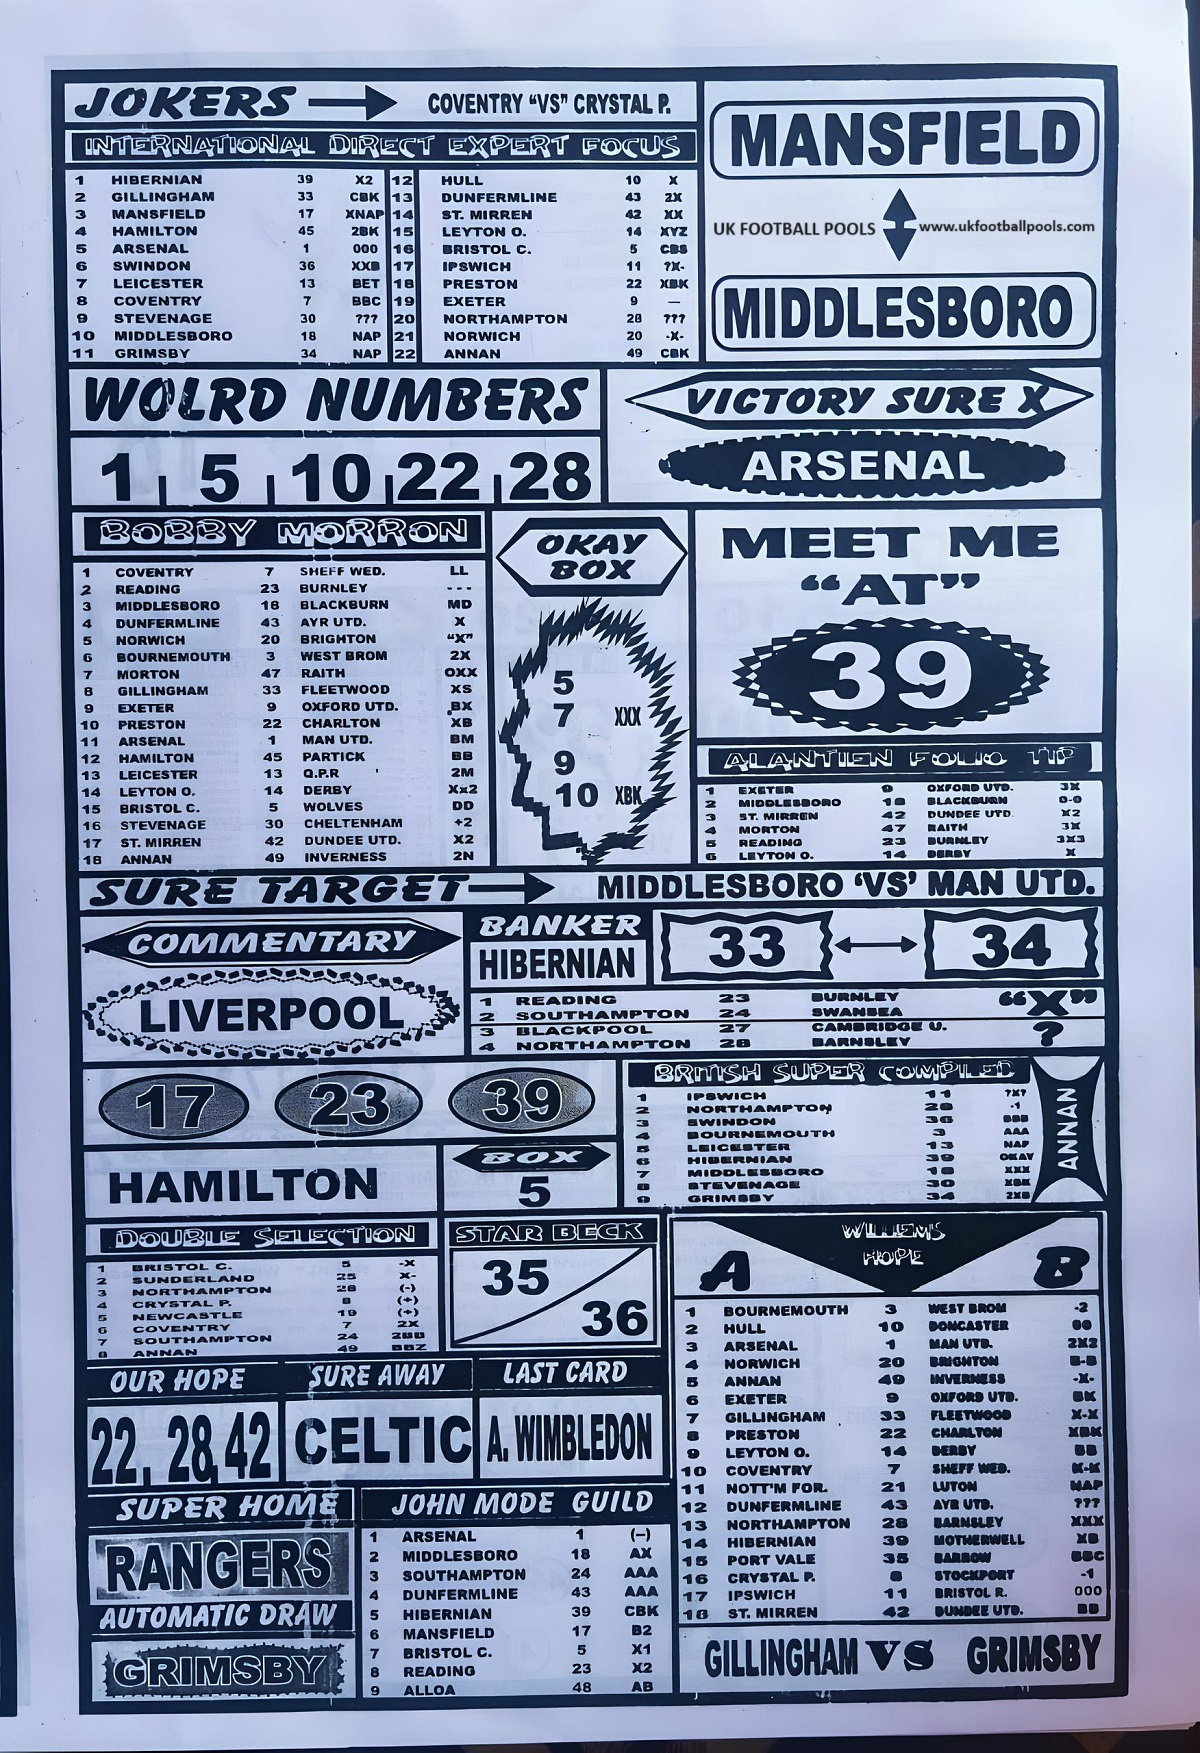 JOKERS → COVENTRY "VS" CRYSTAL P.
INTERNATIONAL DIRECT EXPERT FOCUS
1 HIBERNIAN 39 X2
2 GILLINGHAM 33 CBK
3 MANSFIELD 17 XNAP
4 HAMILTON 45 2BK
5 ARSENAL 1 000
6 SWINDON 36 XXB
7 LEICESTER 13 BET
8 COVENTRY 7 BBC
9 STEVENAGE 30 ???
10 MIDDLESBORO 18 NAP
11 GRIMSBY 34 NAP
12 HULL 10 X
13 DUNFERMLINE 43 2X
14 ST. MIRREN 42 XX
15 LEYTON O. 14 XYZ
16 BRISTOL C. 5 CBS
17 IPSWICH 11 ?X-
18 PRESTON 22 XBK
19 EXETER 9 —
20 NORTHAMPTON 28 ???
21 NORWICH 20 -X-
22 ANNAN 49 CBK
MANSFIELD
UK FOOTBALL POOLS www.ukfootballpools.com
MIDDLESBORO
WOLRD NUMBERS
1 5 10 22 28
VICTORY SURE X
ARSENAL
BOBBY MORRON
1 COVENTRY 7 SHEFF WED. LL
2 READING 23 BURNLEY ---
3 MIDDLESBORO 18 BLACKBURN MD
4 DUNFERMLINE 43 AYR UTD. X
5 NORWICH 20 BRIGHTON "X"
6 BOURNEMOUTH 3 WEST BROM 2X
7 MORTON 47 RAITH OXX
8 GILLINGHAM 33 FLEETWOOD XS
9 EXETER 9 OXFORD UTD. BX
10 PRESTON 22 CHARLTON XB
11 ARSENAL 1 MAN UTD. BM
12 HAMILTON 45 PARTICK BB
13 LEICESTER 13 Q.P.R 2M
14 LEYTON O. 14 DERBY Xx2
15 BRISTOL C. 5 WOLVES DD
16 STEVENAGE 30 CHELTENHAM +2
17 ST. MIRREN 42 DUNDEE UTD. X2
18 ANNAN 49 INVERNESS 2N
OKAY
BOX
5
7 XXX
9
10 XBK
MEET ME
"AT"
39
ALANTIEN FOLIO TIP
1 EXETER 9 OXFORD UTD. 3X
2 MIDDLESBORO 18 BLACKBURN 0-0
3 ST. MIRREN 42 DUNDEE UTD. X2
4 MORTON 47 RAITH 3X
5 READING 23 BURNLEY 3X3
6 LEYTON O. 14 DERBY X
SURE TARGET → MIDDLESBORO 'VS' MAN UTD.
COMMENTARY
LIVERPOOL
BANKER
HIBERNIAN
33 ↔ 34
1 READING 23 BURNLEY "X"
2 SOUTHAMPTON 24 SWANSEA
3 BLACKPOOL 27 CAMBRIDGE U. ?
4 NORTHAMPTON 28 BARNSLEY
17 23 39
HAMILTON
BOX
5
BRITISH SUPER COMPILED
1 IPSWICH 11 ?X?
2 NORTHAMPTON 28 -1
3 SWINDON 36 BBB
4 BOURNEMOUTH 3 AAA
5 LEICESTER 13 NAP
6 HIBERNIAN 39 OKAY
7 MIDDLESBORO 18 XXX
8 STEVENAGE 30 XBK
9 GRIMSBY 34 2XB
ANNAN
DOUBLE SELECTION
1 BRISTOL C. 5 -X
2 SUNDERLAND 25 X-
3 NORTHAMPTON 28 (-)
4 CRYSTAL P. 8 (+)
5 NEWCASTLE 19 (+)
6 COVENTRY 7 2X
7 SOUTHAMPTON 24 2BB
8 ANNAN 49 BBZ
STAR BECK
35
36
WILLIEMS
HOPE
A B
1 BOURNEMOUTH 3 WEST BROM -2
2 HULL 10 DONCASTER
3 ARSENAL 1 MAN UTD. 2X2
4 NORWICH 20 BRIGHTON B-B
5 ANNAN 49 INVERNESS -X-
6 EXETER 9 OXFORD UTD. BK
7 GILLINGHAM 33 FLEETWOOD X-X
8 PRESTON 22 CHARLTON XBK
9 LEYTON O. 14 DERBY BB
10 COVENTRY 7 SHEFF WED. K-K
11 NOTT'M FOR. 21 LUTON NAP
12 DUNFERMLINE 43 AYR UTD. ???
13 NORTHAMPTON 28 BARNSLEY XXX
14 HIBERNIAN 39 MOTHERWELL XB
15 PORT VALE 35 BARROW BBC
16 CRYSTAL P. 8 STOCKPORT -1
17 IPSWICH 11 BRISTOL R. 000
18 ST. MIRREN 42 DUNDEE UTD. BB
GILLINGHAM VS GRIMSBY
OUR HOPE
22, 28, 42
SURE AWAY
CELTIC
LAST CARD
A. WIMBLEDON
SUPER HOME
RANGERS
AUTOMATIC DRAW
GRIMSBY
JOHN MODE GUILD
1 ARSENAL 1 (–)
2 MIDDLESBORO 18 AX
3 SOUTHAMPTON 24 AAA
4 DUNFERMLINE 43 AAA
5 HIBERNIAN 39 CBK
6 MANSFIELD 17 B2
7 BRISTOL C. 5 X1
8 READING 23 X2
9 ALLOA 48 AB